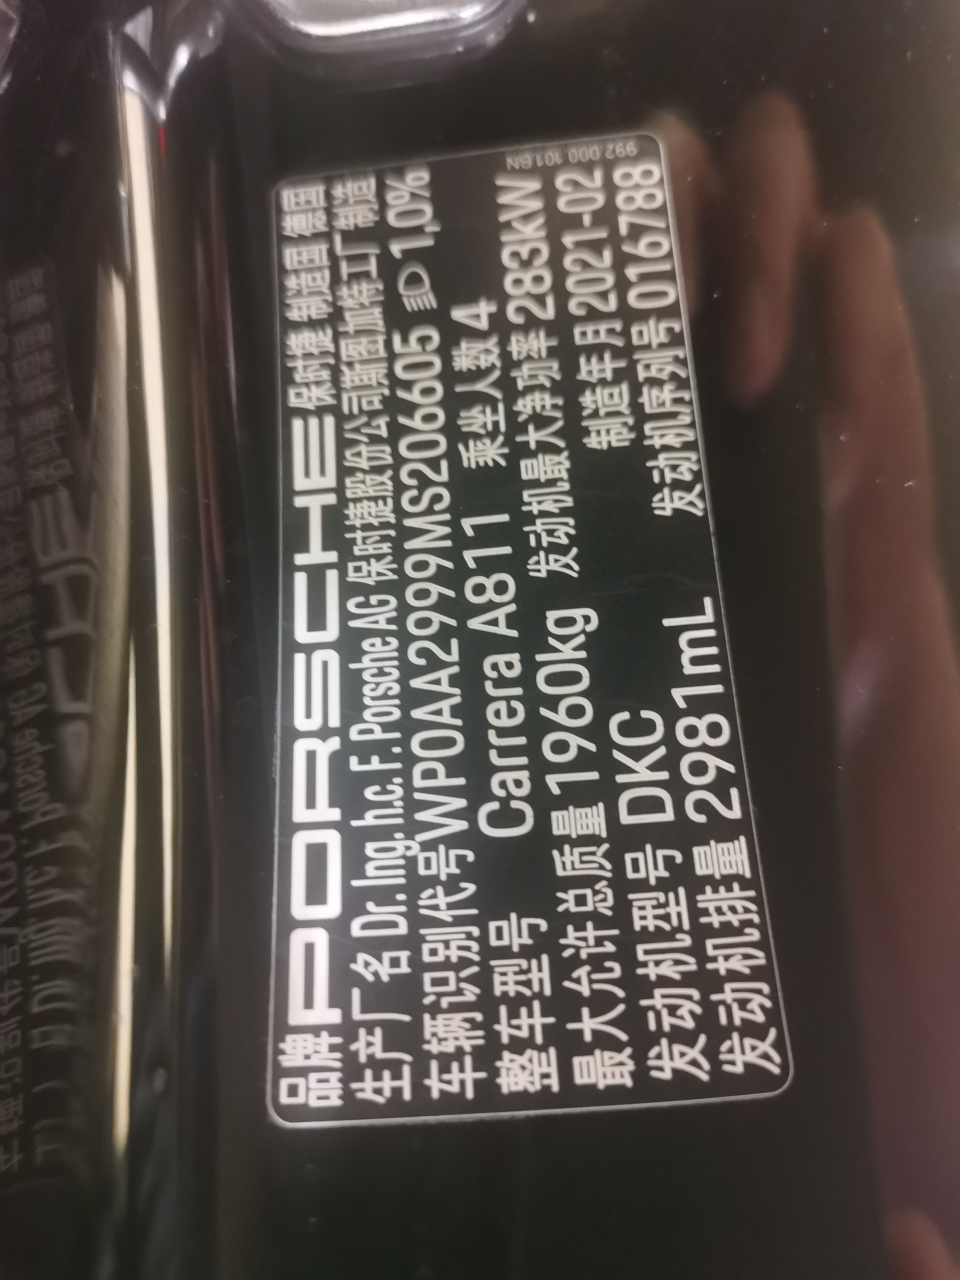 品牌 PORSCHE 保时捷 制造国 德国
生产厂名 Dr. Ing. h.c. F. Porsche AG 保时捷股份公司斯图加特工厂制造
车辆识别代号 WP0AA2999MS206605 1,0%
整车型号 Carrera A811 乘坐人数 4
最大允许总质量 1960kg 发动机最大净功率 283kW
发动机型号 DKC 制造年月 2021-02
发动机排量 2981mL 发动机序列号 016788
992.000.101.BN